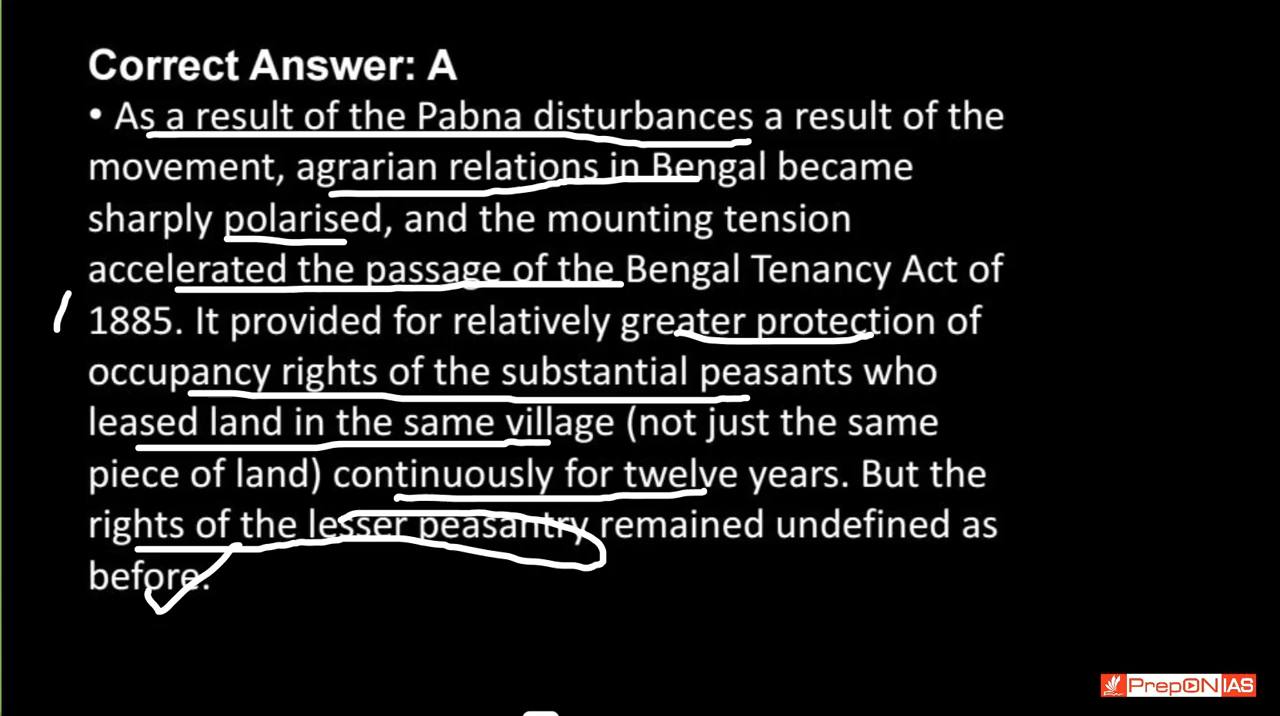 Correct Answer: A
• As a result of the Pabna disturbances a result of the
movement, agrarian relations in Bengal became
sharply polarised, and the mounting tension
accelerated the passage of the Bengal Tenancy Act of
1885. It provided for relatively greater protection of
occupancy rights of the substantial peasants who
leased land in the same village (not just the same
piece of land) continuously for twelve years. But the
rights of the lesser peasantry remained undefined as
before.
PrepON IAS